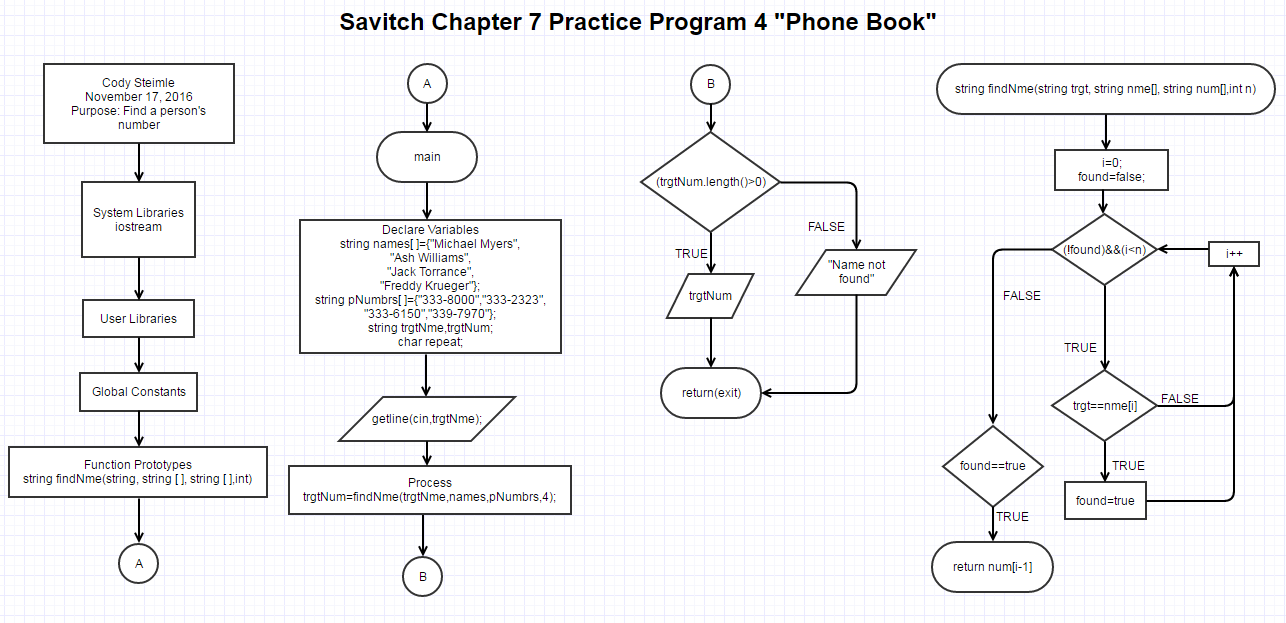 Savitch Chapter 7 Practice Program 4 "Phone Book"
Cody Steimle
November 17, 2016
Purpose: Find a person's
number
System Libraries
iostream
User Libraries
Global Constants
Function Prototypes
string findNme(string, string [ ], string [ ],int)
A
A
main
Declare Variables
string names[ ]={"Michael Myers",
"Ash Williams",
"Jack Torrance",
"Freddy Krueger"};
string pNumbrs[ ]={"333-8000","333-2323",
"333-6150","339-7970"};
string trgtNme,trgtNum;
char repeat;
getline(cin,trgtNme);
Process
trgtNum=findNme(trgtNme,names,pNumbrs,4);
B
B
(trgtNum.length()>0)
FALSE
TRUE
"Name not
found"
trgtNum
return(exit)
string findNme(string trgt, string nme[], string num[],int n)
i=0;
found=false;
(!found)&&(i<n)
i++
FALSE
TRUE
trgt==nme[i]
FALSE
TRUE
found==true
found=true
TRUE
return num[i-1]